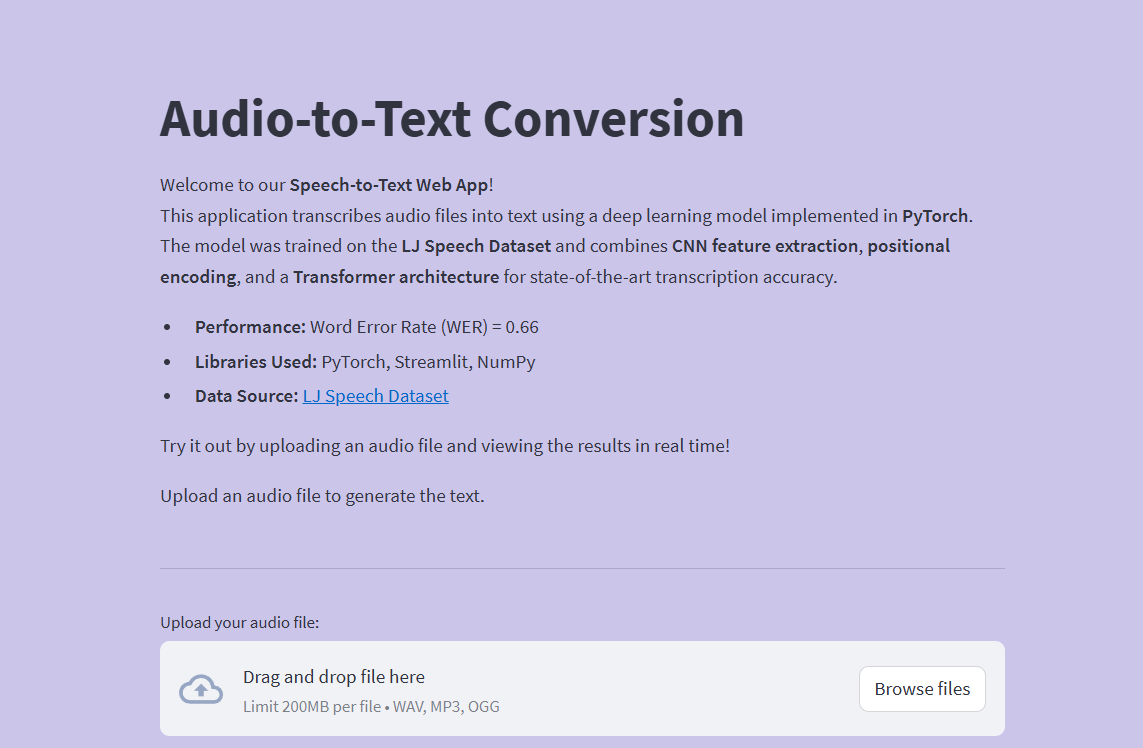 Audio-to-Text Conversion
Welcome to our Speech-to-Text Web App!
This application transcribes audio files into text using a deep learning model implemented in PyTorch.
The model was trained on the LJ Speech Dataset and combines CNN feature extraction, positional
encoding, and a Transformer architecture for state-of-the-art transcription accuracy.
• Performance: Word Error Rate (WER) = 0.66
• Libraries Used: PyTorch, Streamlit, NumPy
• Data Source: LJ Speech Dataset
Try it out by uploading an audio file and viewing the results in real time!
Upload an audio file to generate the text.
Upload your audio file:
Drag and drop file here
Limit 200MB per file • WAV, MP3, OGG
Browse files